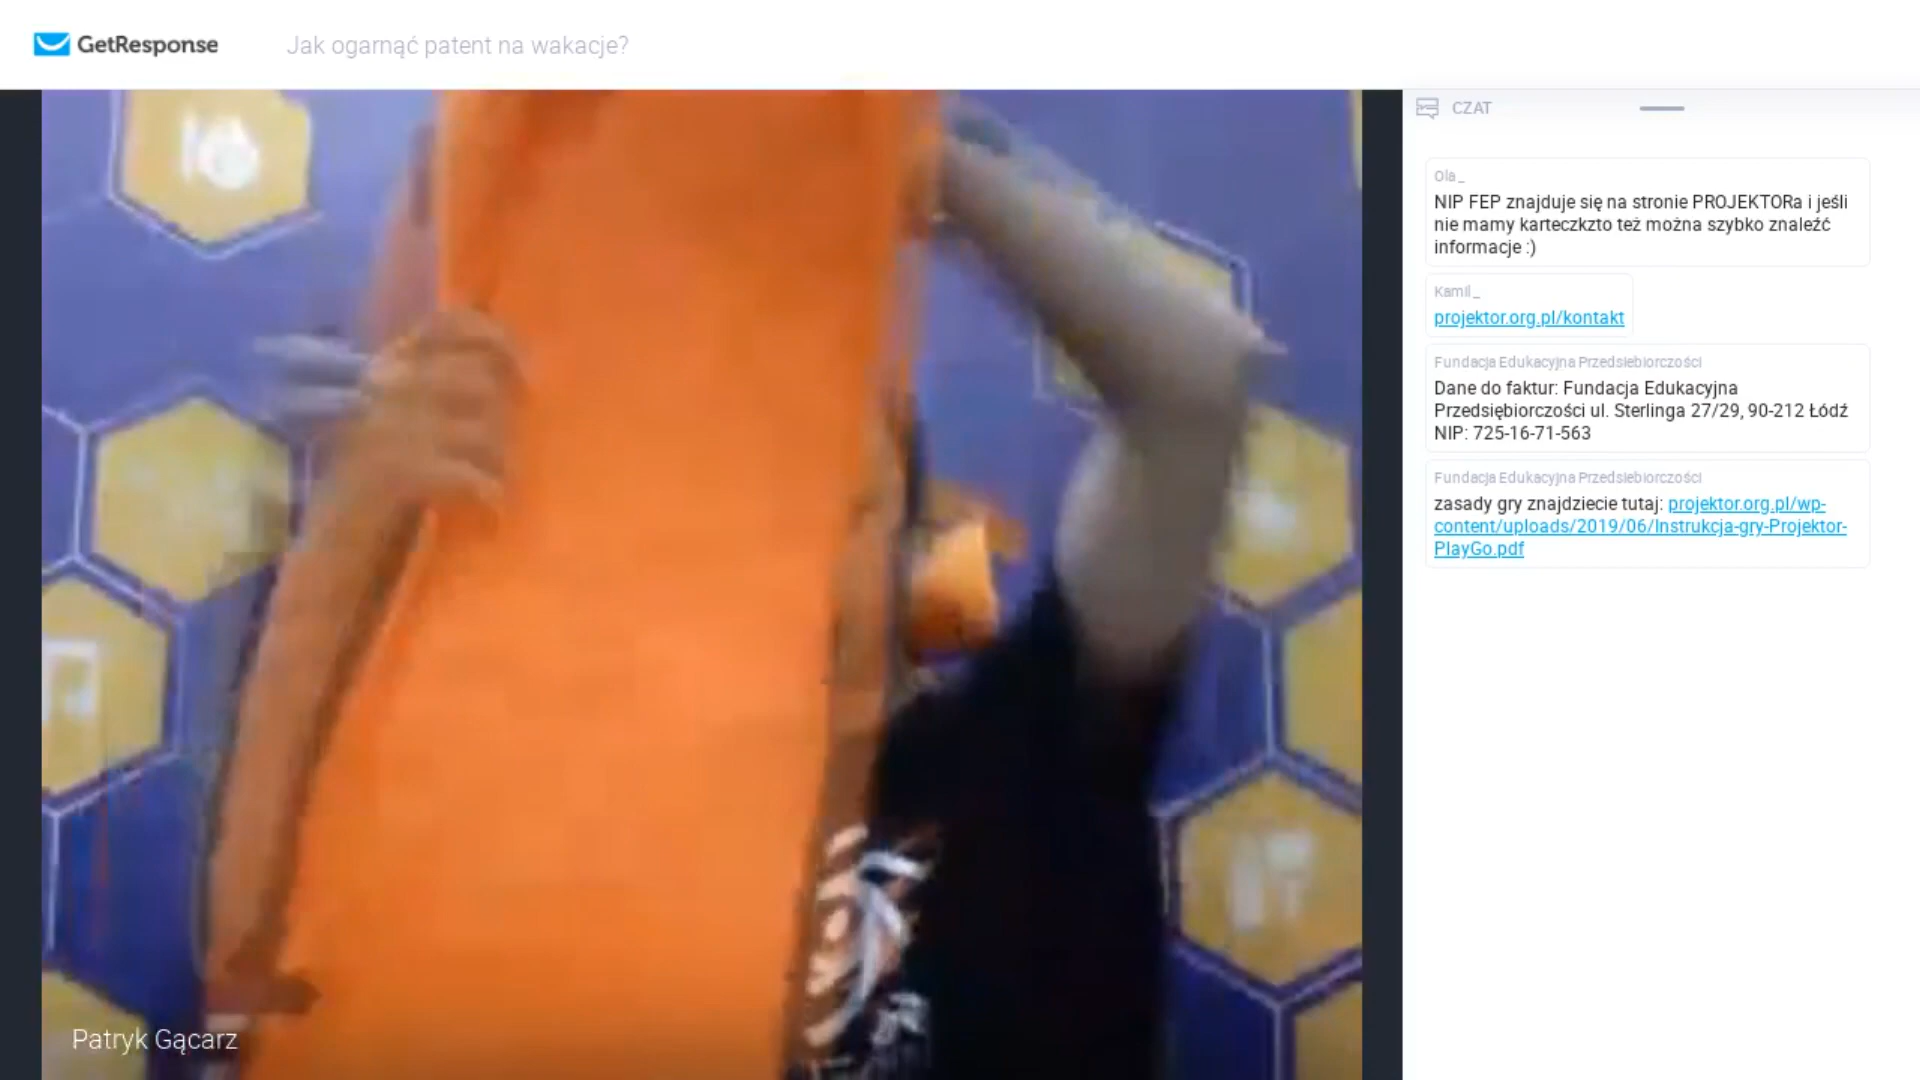 GetResponse
Jak ogarnąć patent na wakacje?
CZAT
Ola_
NIP FEP znajduje się na stronie PROJEKTORa i jeśli
nie mamy karteczkzto też można szybko znaleźć
informacje :)
Kamil_
projektor.org.pl/kontakt
Fundacja Edukacyjna Przedsiebiorczości
Dane do faktur: Fundacja Edukacyjna
Przedsiębiorczości ul. Sterlinga 27/29, 90-212 Łódź
NIP: 725-16-71-563
Fundacja Edukacyjna Przedsiebiorczości
zasady gry znajdziecie tutaj: projektor.org.pl/wp-
content/uploads/2019/06/Instrukcja-gry-Projektor-
PlayGo.pdf
Patryk Gącarz